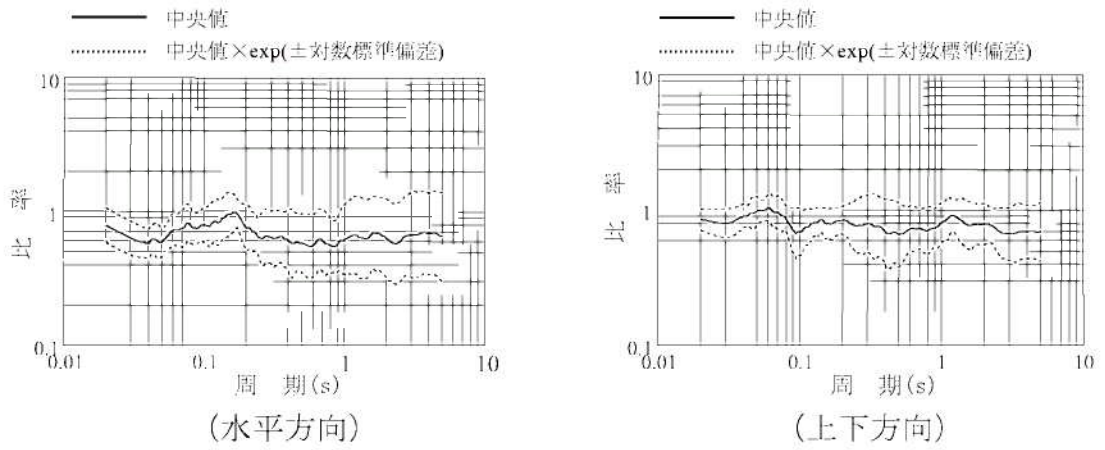 中央値
中央値×exp(±対数標準偏差)
10
1
0.1
比 率
0.01
0.1
1
10
周 期(s)
(水平方向)
中央値
中央値×exp(±対数標準偏差)
10
1
0.1
比 率
0.01
0.1
1
10
周 期(s)
(上下方向)